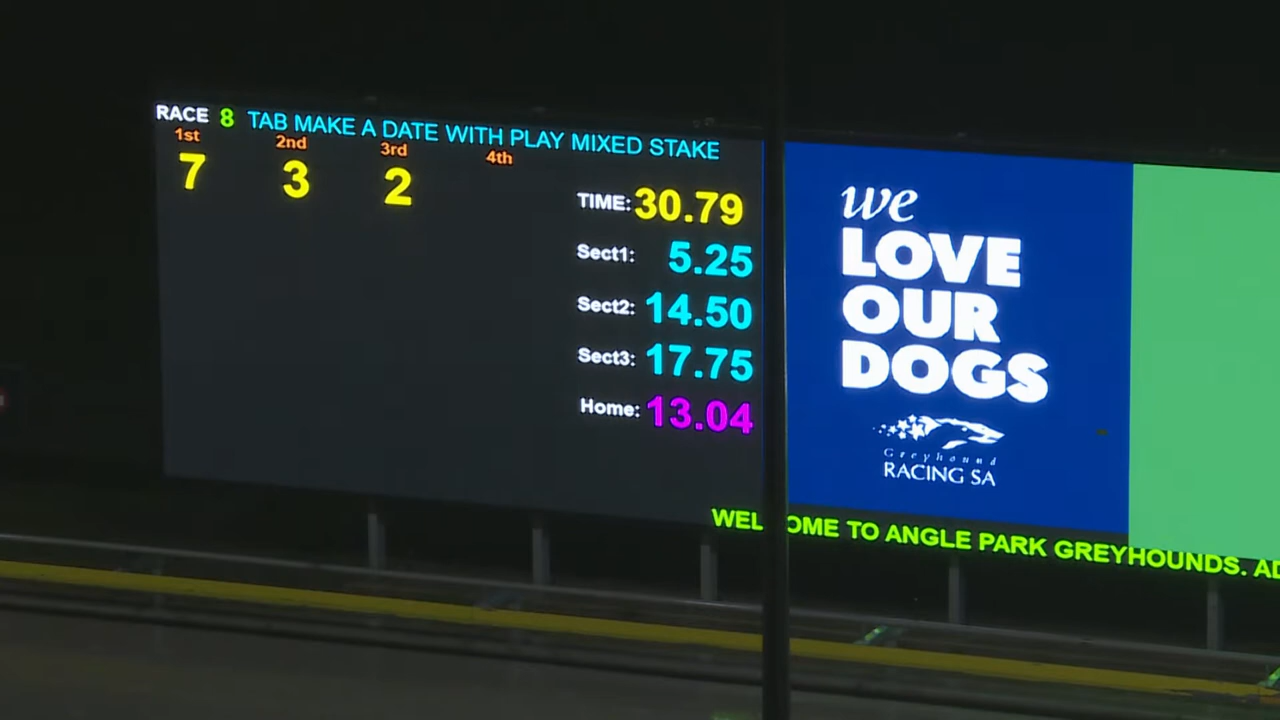 RACE 8 TAB MAKE A DATE WITH PLAY MIXED STAKE
1st 2nd 3rd 4th
7 3 2
TIME: 30.79
Sect1: 5.25
Sect2: 14.50
Sect3: 17.75
Home: 13.04
we
LOVE
OUR
DOGS
Greyhound
RACING SA
WEL OME TO ANGLE PARK GREYHOUNDS. AD